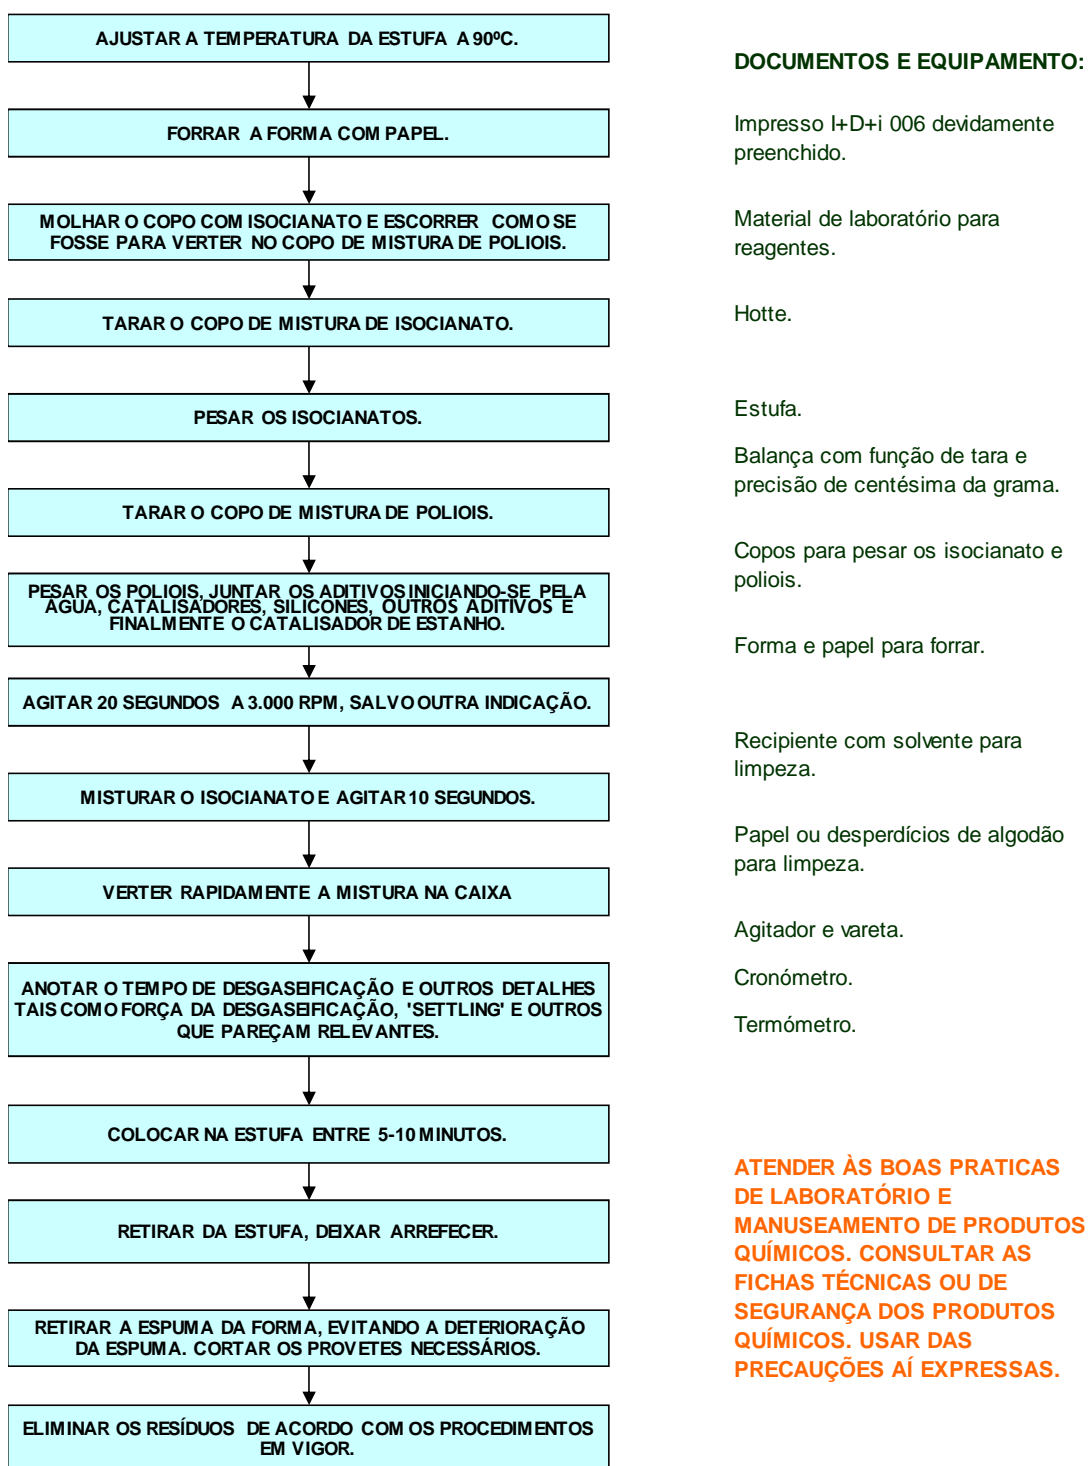 AJUSTAR A TEMPERATURA DA ESTUFA A 90ºC.
FORRAR A FORMA COM PAPEL.
MOLHAR O COPO COM ISOCIANATO E ESCORRER COMO SE
FOSSE PARA VERTER NO COPO DE MISTURA DE POLIOIS.
TARAR O COPO DE MISTURA DE ISOCIANATO.
PESAR OS ISOCIANATOS.
TARAR O COPO DE MISTURA DE POLIOIS.
PESAR OS POLIOIS, JUNTAR OS ADITIVOS INICIANDO-SE PELA
ÁGUA, CATALISADORES, SILICONES, OUTROS ADITIVOS E
FINALMENTE O CATALISADOR DE ESTANHO.
AGITAR 20 SEGUNDOS A 3.000 RPM, SALVO OUTRA INDICAÇÃO.
MISTURAR O ISOCIANATO E AGITAR 10 SEGUNDOS.
VERTER RAPIDAMENTE A MISTURA NA CAIXA
ANOTAR O TEMPO DE DESGASEIFICAÇÃO E OUTROS DETALHES
TAIS COMO FORÇA DA DESGASEIFICAÇÃO, 'SETTLING' E OUTROS
QUE PAREÇAM RELEVANTES.
COLOCAR NA ESTUFA ENTRE 5-10 MINUTOS.
RETIRAR DA ESTUFA, DEIXAR ARREFECER.
RETIRAR A ESPUMA DA FORMA, EVITANDO A DETERIORAÇÃO
DA ESPUMA. CORTAR OS PROVETES NECESSÁRIOS.
ELIMINAR OS RESÍDUOS DE ACORDO COM OS PROCEDIMENTOS
EM VIGOR.
DOCUMENTOS E EQUIPAMENTO:
Impresso I+D+i 006 devidamente
preenchido.
Material de laboratório para
reagentes.
Hotte.
Estufa.
Balança com função de tara e
precisão de centésima da grama.
Copos para pesar os isocianato e
poliois.
Forma e papel para forrar.
Recipiente com solvente para
limpeza.
Papel ou desperdícios de algodão
para limpeza.
Agitador e vareta.
Cronómetro.
Termómetro.
ATENDER ÀS BOAS PRATICAS
DE LABORATÓRIO E
MANUSEAMENTO DE PRODUTOS
QUÍMICOS. CONSULTAR AS
FICHAS TÉCNICAS OU DE
SEGURANÇA DOS PRODUTOS
QUÍMICOS. USAR DAS
PRECAUÇÕES AÍ EXPRESSAS.